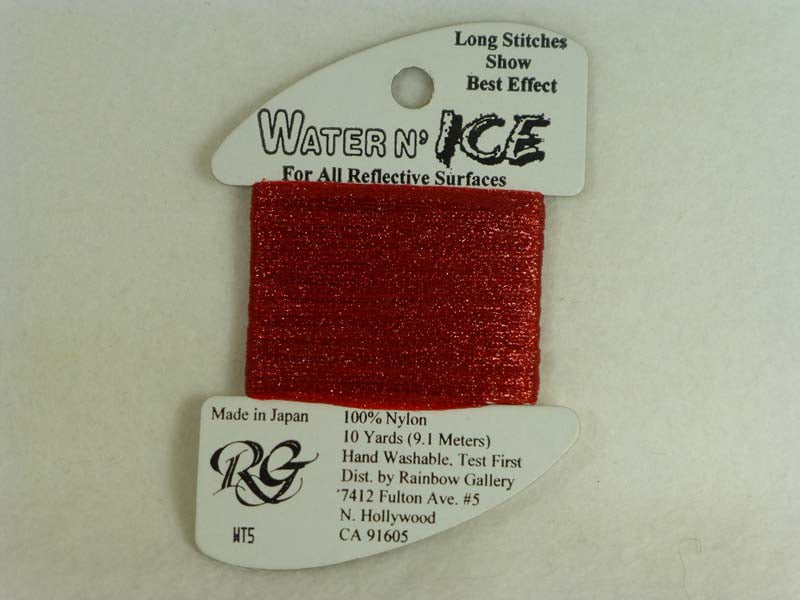 Long Stitches
Show
Best Effect
WATER N' ICE
For All Reflective Surfaces
Made in Japan
RG
WT5
100% Nylon
10 Yards (9.1 Meters)
Hand Washable, Test First
Dist. by Rainbow Gallery
7412 Fulton Ave. #5
N. Hollywood
CA 91605